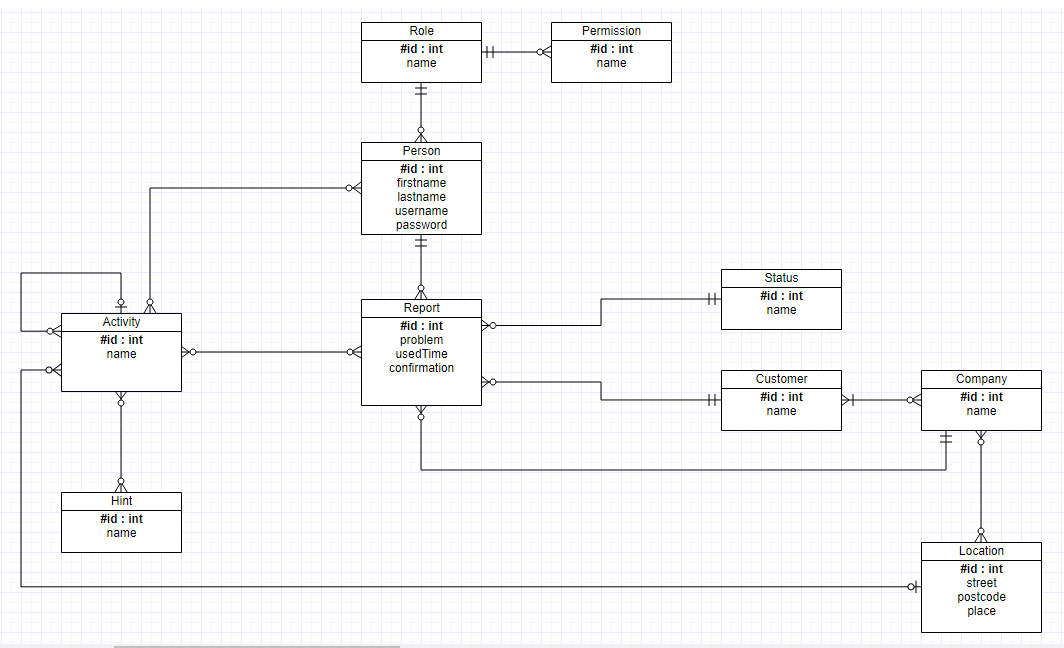 Role
#id : int
name
Permission
#id : int
name
Person
#id : int
firstname
lastname
username
password
Report
#id : int
problem
usedTime
confirmation
Status
#id : int
name
Activity
#id : int
name
Customer
#id : int
name
Company
#id : int
name
Hint
#id : int
name
Location
#id : int
street
postcode
place